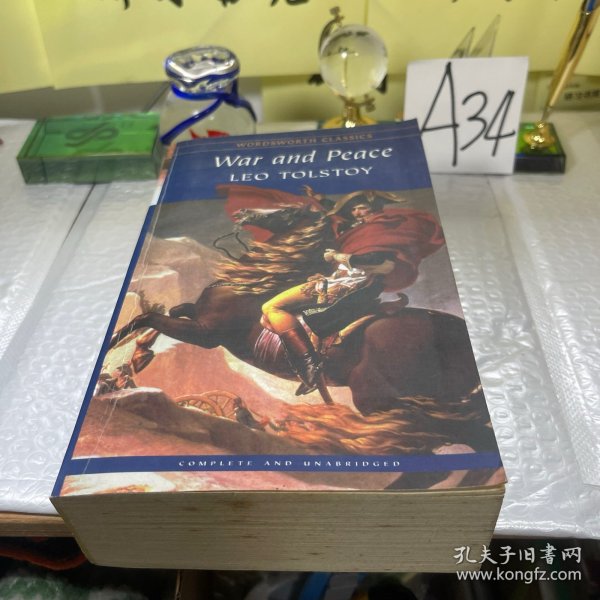 A34
WORDSWORTH CLASSICS
War and Peace
LEO TOLSTOY
COMPLETE AND UNABRIDGED
孔夫子旧书网
www.kongfz.com